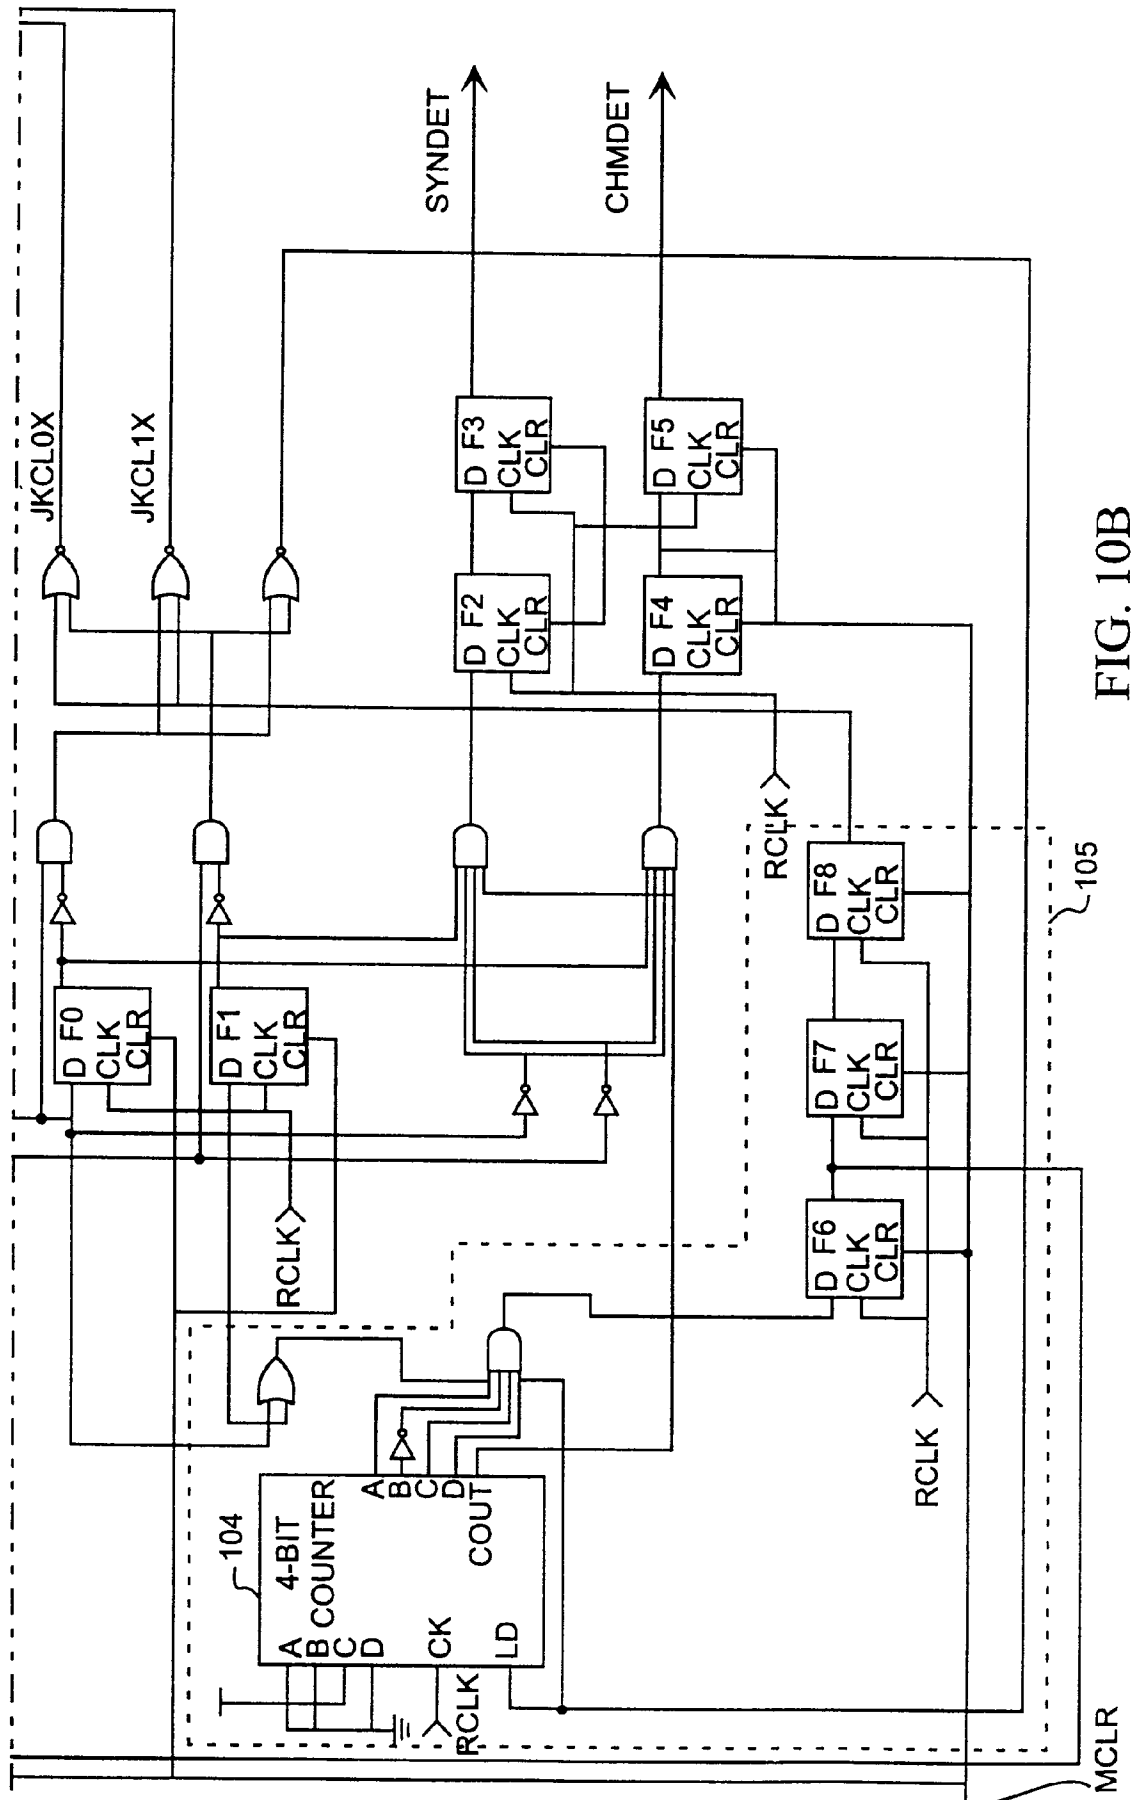 JKCL0X
JKCL1X
SYNDET
CHMDET
D F0
CLK
CLR
D F1
CLK
CLR
RCLK
D F2
CLK
CLR
D F3
CLK
CLR
D F4
CLK
CLR
D F5
CLK
CLR
RCLK
104
4-BIT
COUNTER
A
B
C
D
CK
LD
A
B
C
D
COUT
RCLK
D F6
CLK
CLR
D F7
CLK
CLR
D F8
CLK
CLR
RCLK
105
MCLR
FIG. 10B